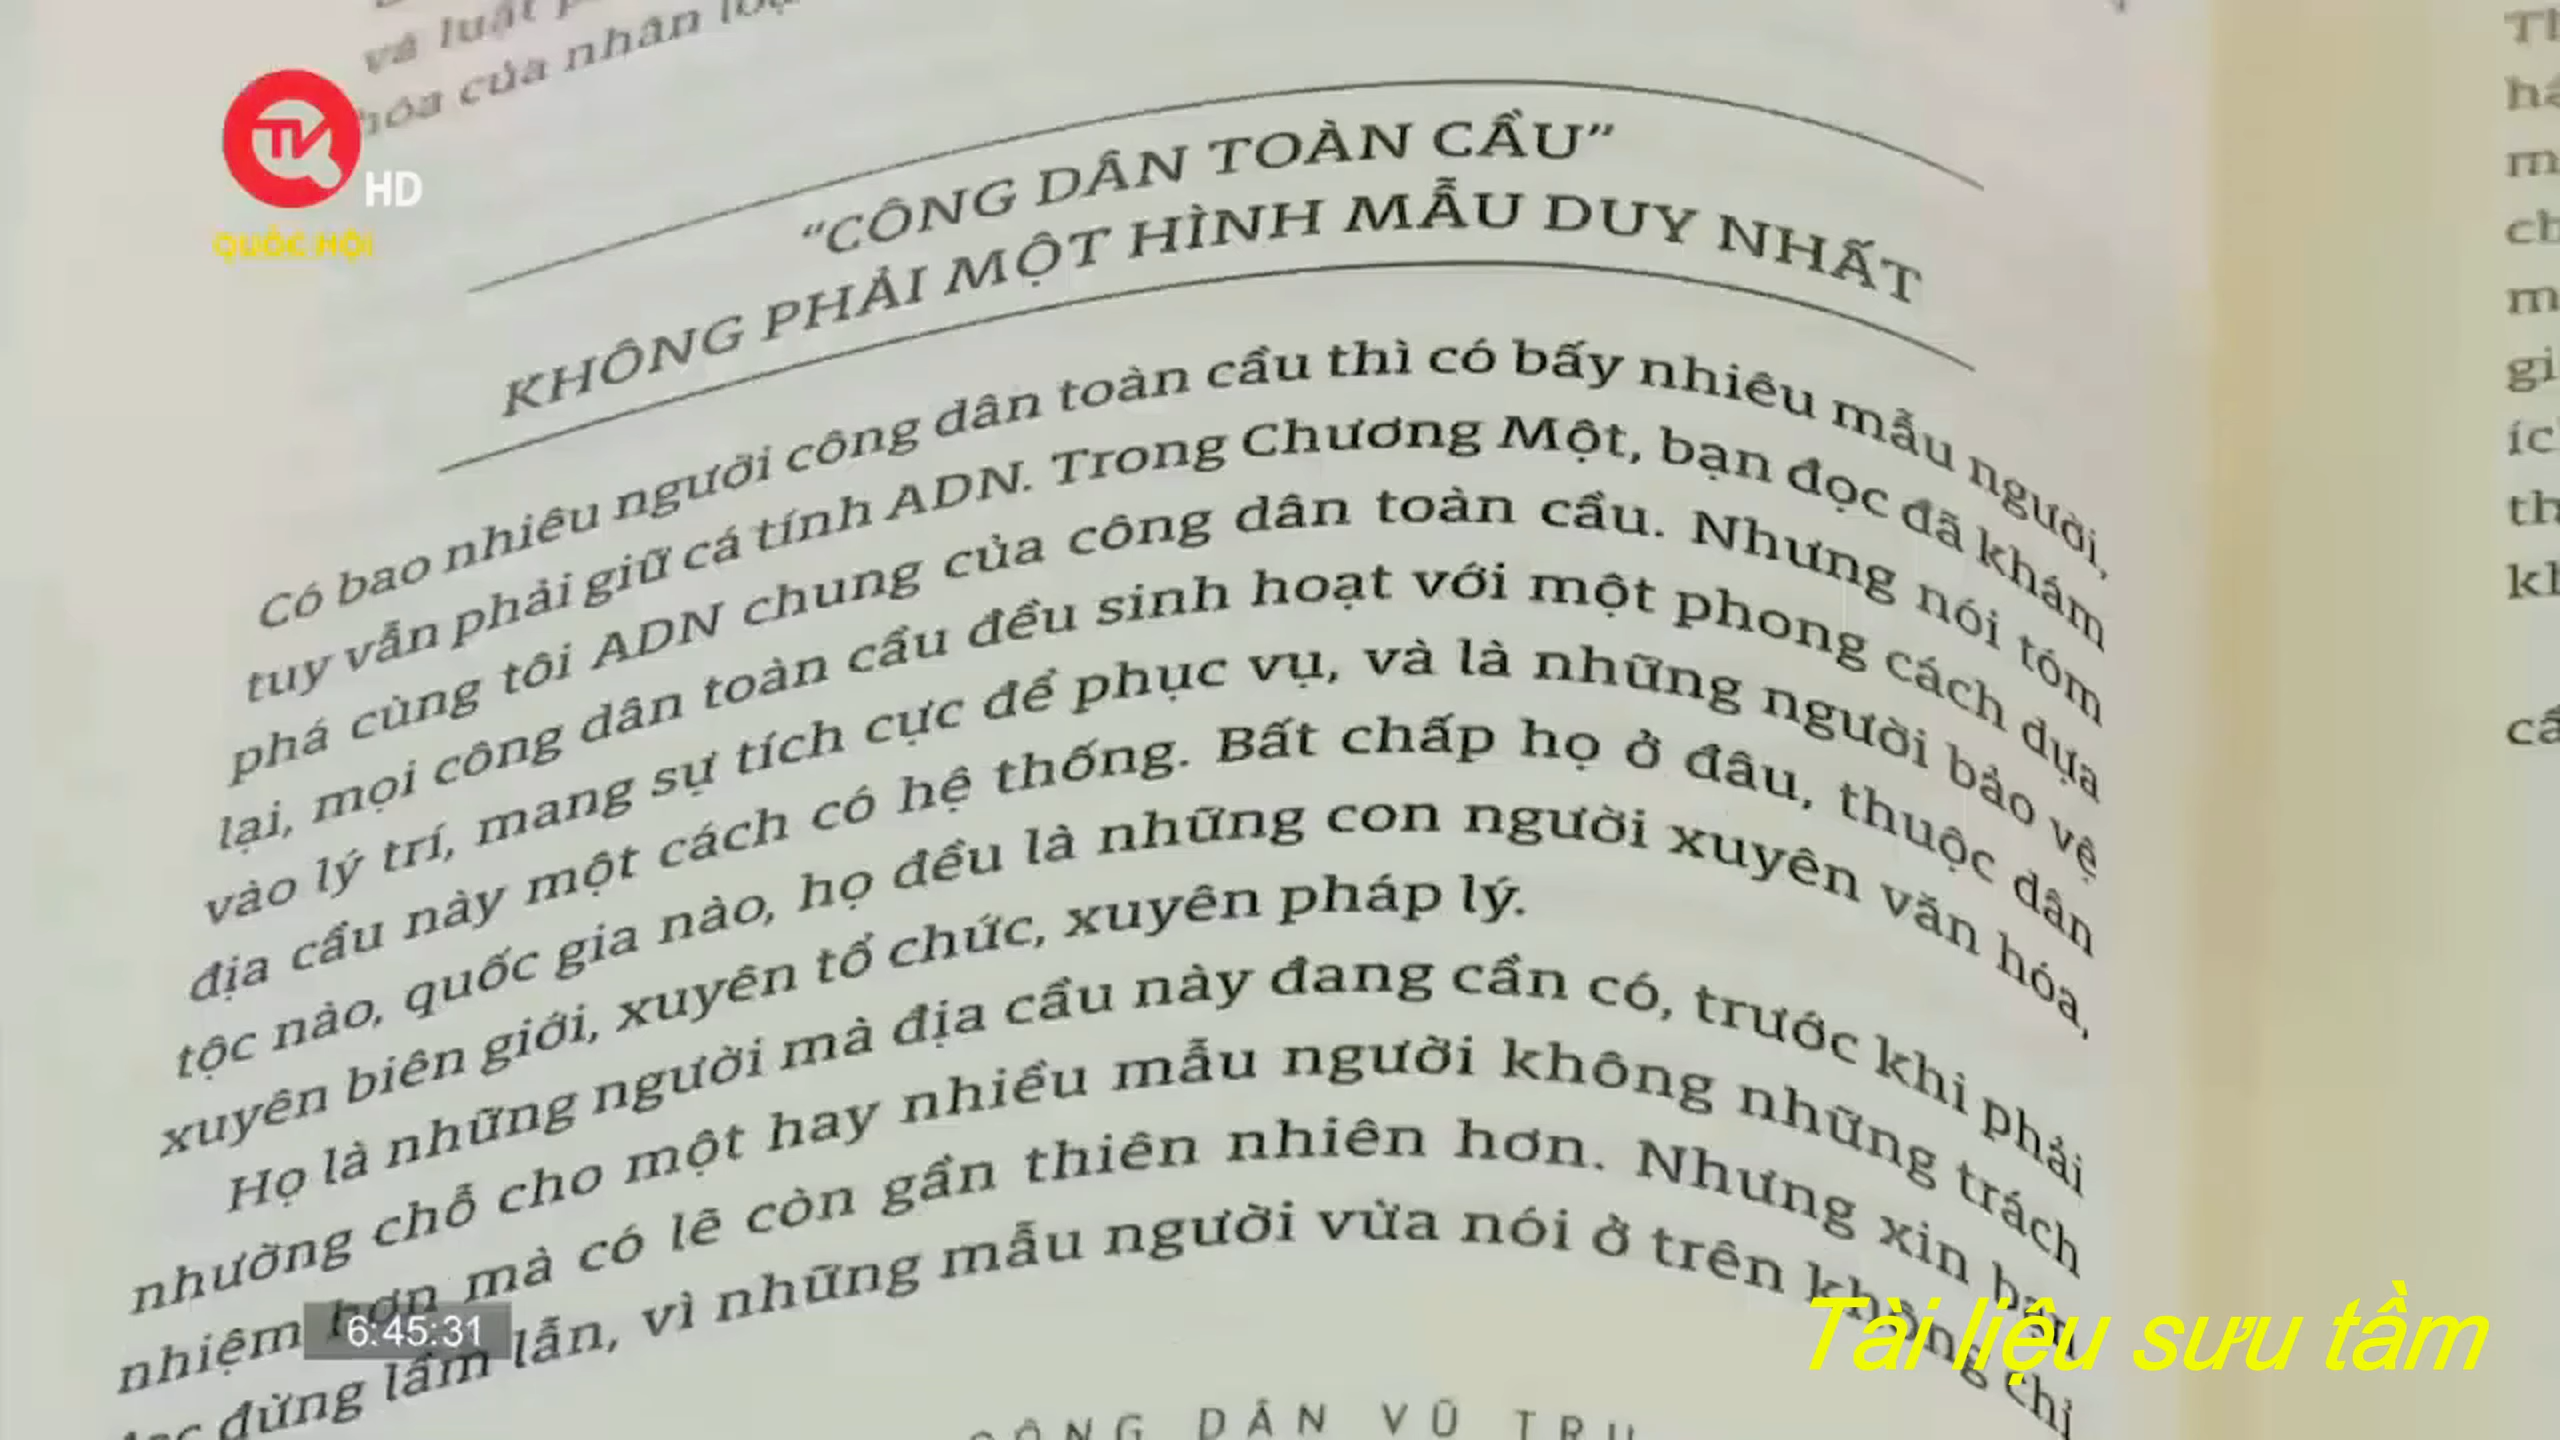 và luật
hóa của nhân
TV
HD
QUỐC HỘI
“CÔNG DÂN TOÀN CẦU”
KHÔNG PHẢI MỘT HÌNH MẪU DUY NHẤT
Có bao nhiêu người công dân toàn cầu thì có bấy nhiêu mẫu người,
tuy vẫn phải giữ cá tính ADN. Trong Chương Một, bạn đọc đã khám
phá cùng tôi ADN chung của công dân toàn cầu. Nhưng nói tóm
lại, mọi công dân toàn cầu đều sinh hoạt với một phong cách dựa
vào lý trí, mang sự tích cực để phục vụ, và là những người bảo vệ
địa cầu này một cách có hệ thống. Bất chấp họ ở đâu, thuộc dân
tộc nào, quốc gia nào, họ đều là những con người xuyên văn hóa,
xuyên biên giới, xuyên tổ chức, xuyên pháp lý.
Họ là những người mà địa cầu này đang cần có, trước khi phải
nhường chỗ cho một hay nhiều mẫu người không những trách
nhiệm hơn mà có lẽ còn gần thiên nhiên hơn. Nhưng xin bạn
đừng lầm lẫn, vì những mẫu người vừa nói ở trên không chỉ
6:45:31
Tài liệu sưu tầm
CÔNG DÂN VŨ TRỤ